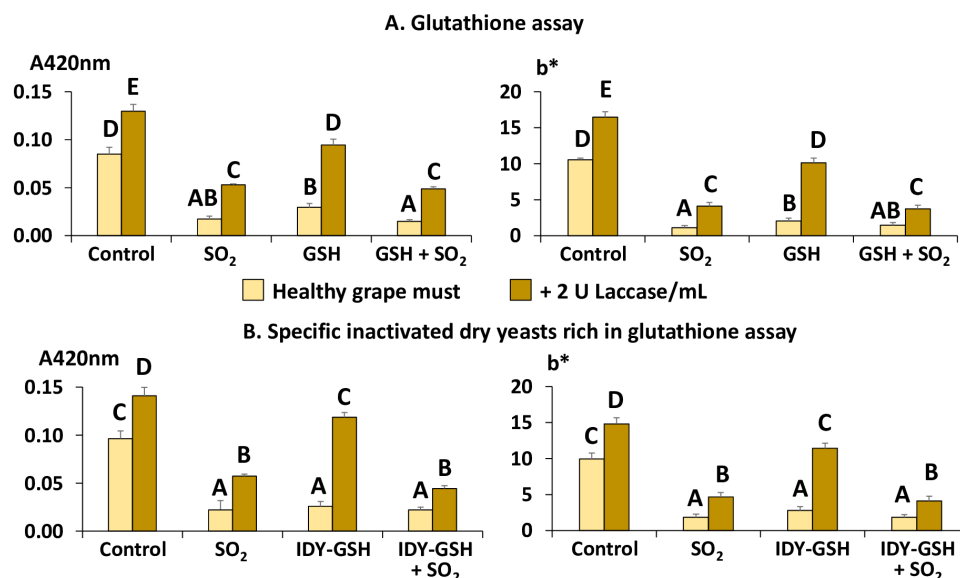 A. Glutathione assay
A420nm
0.15
0.10
0.05
0.00
D
E
AB
C
B
D
A
C
Control
SO₂
GSH
GSH + SO₂
b*
20
15
10
5
0
D
E
A
C
B
D
AB
C
Control
SO₂
GSH
GSH + SO₂
Healthy grape must
+ 2 U Laccase/mL
B. Specific inactivated dry yeasts rich in glutathione assay
A420nm
0.15
0.10
0.05
0.00
C
D
A
B
A
C
A
B
Control
SO₂
IDY-GSH
IDY-GSH
+ SO₂
b*
20
15
10
5
0
C
D
A
B
A
C
A
B
Control
SO₂
IDY-GSH
IDY-GSH
+ SO₂